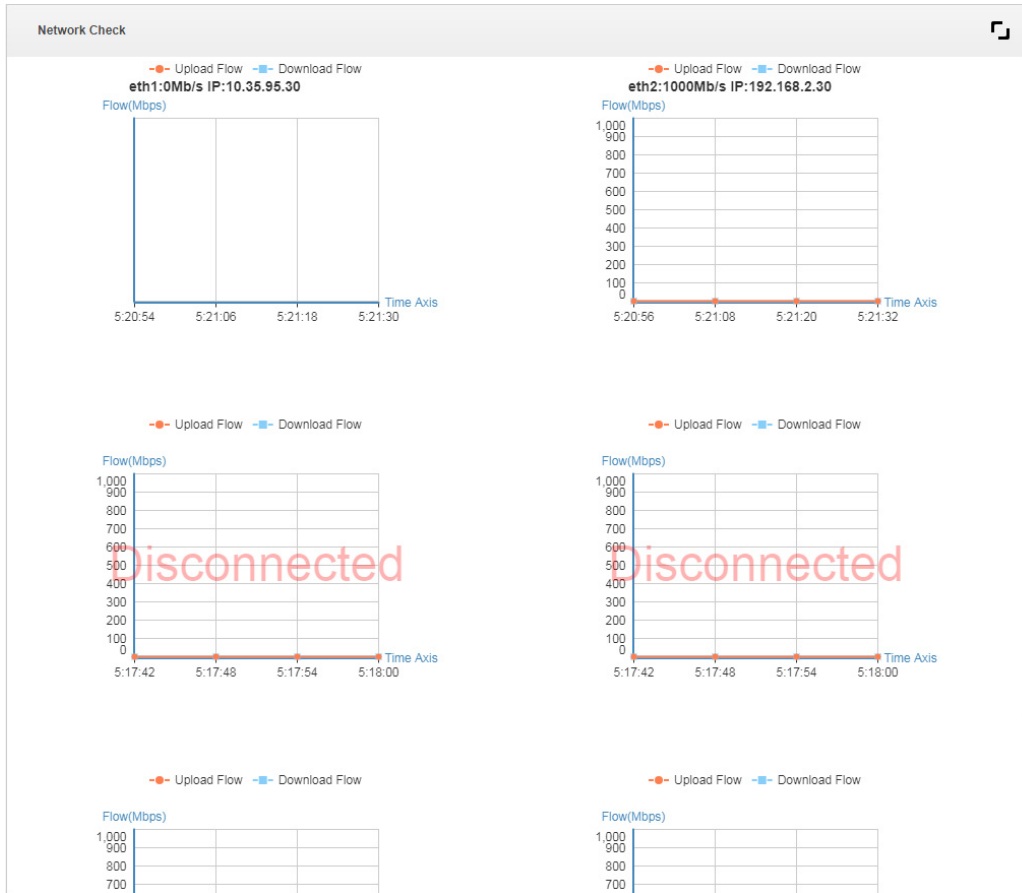 Network Check
Upload Flow Download Flow
eth1:0Mb/s IP:10.35.95.30
Flow(Mbps)
Time Axis
5:20:54 5:21:06 5:21:18 5:21:30
Upload Flow Download Flow
eth2:1000Mb/s IP:192.168.2.30
Flow(Mbps)
1,000
900
800
700
600
500
400
300
200
100
0
Time Axis
5:20:56 5:21:08 5:21:20 5:21:32
Upload Flow Download Flow
Flow(Mbps)
1,000
900
800
700
600
500
400
300
200
100
0
Disconnected
Time Axis
5:17:42 5:17:48 5:17:54 5:18:00
Upload Flow Download Flow
Flow(Mbps)
1,000
900
800
700
600
500
400
300
200
100
0
Disconnected
Time Axis
5:17:42 5:17:48 5:17:54 5:18:00
Upload Flow Download Flow
Flow(Mbps)
1,000
900
800
700
Upload Flow Download Flow
Flow(Mbps)
1,000
900
800
700